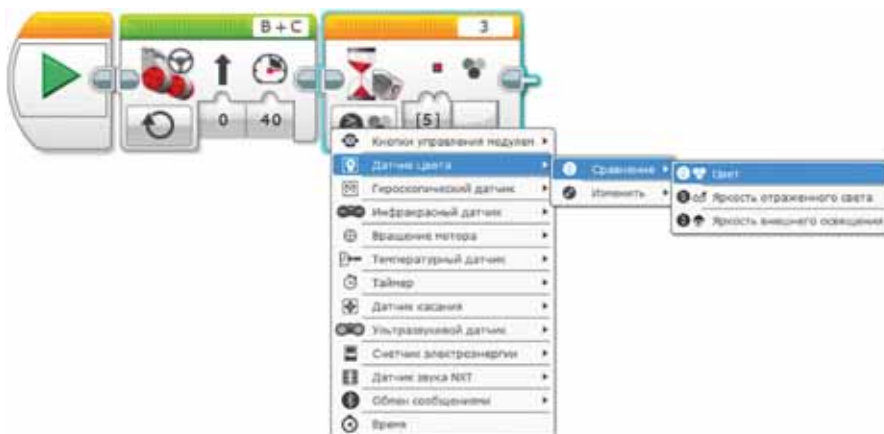 B + C
3
0 40
[5]
Кнопки управления модулем
Датчик цвета
Гироскопический датчик
Инфракрасный датчик
Вращение мотора
Температурный датчик
Таймер
Датчик касания
Ультразвуковой датчик
Счетчик электроэнергии
Датчик звука NXT
Обмен сообщениями
Время
Сравнение
Изменить
Цвет
Яркость отраженного света
Яркость внешнего освещения